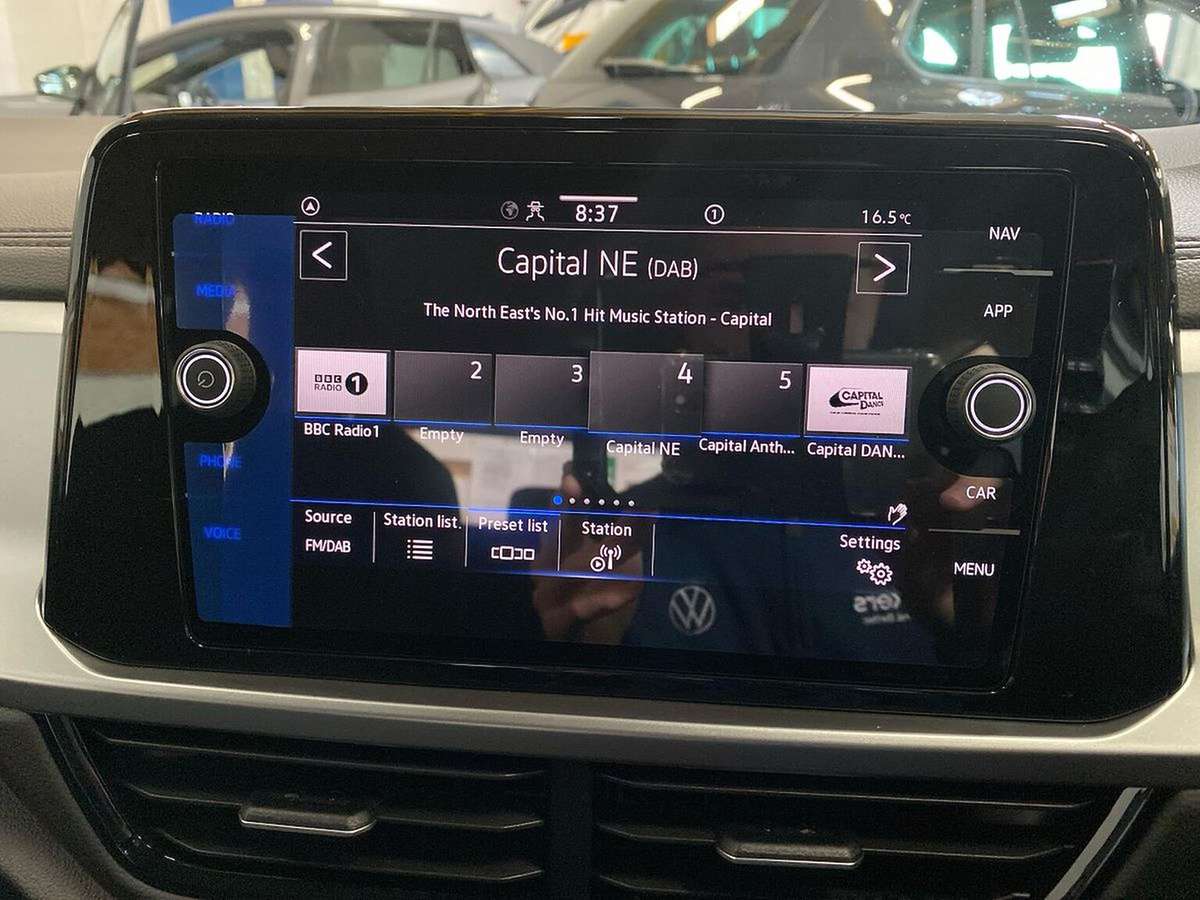 RADIO
MEDIA
PHONE
VOICE
8:37
1
16.5°C
Capital NE (DAB)
The North East's No.1 Hit Music Station - Capital
BBC
RADIO 1
2
3
4
5
CAPITAL
DANCE
BBC Radio1
Empty
Empty
Capital NE
Capital Anth...
Capital DAN...
Source
FM/DAB
Station list.
Preset list
Station
Settings
NAV
APP
CAR
MENU